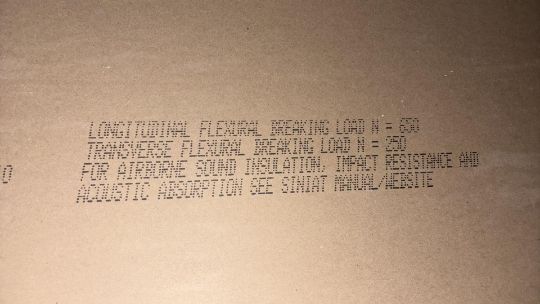 LONGITUDINAL FLEXURAL BREAKING LOAD N = 650
TRANSVERSE FLEXURAL BREAKING LOAD N = 250
FOR AIRBORNE SOUND INSULATION, IMPACT RESISTANCE AND
ACOUSTIC ABSORPTION SEE SINIAT MANUAL/WEBSITE